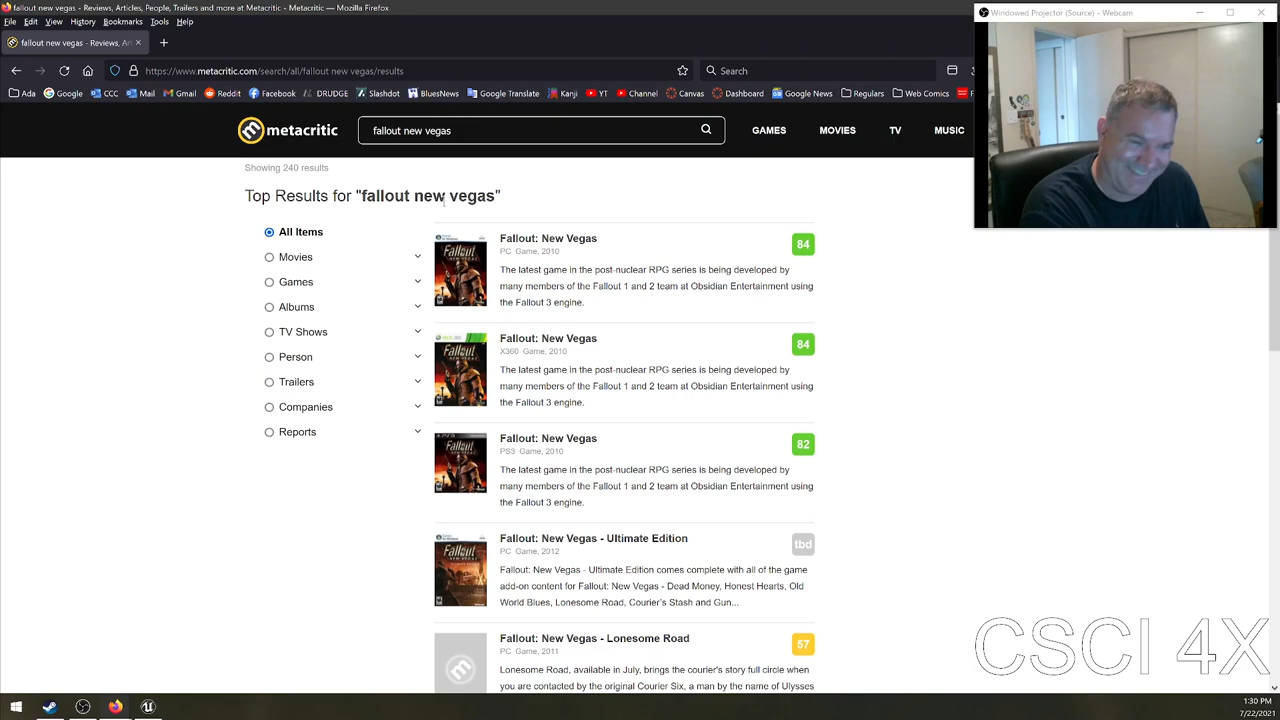 fallout new vegas - Reviews, Articles, People, Trailers and more at Metacritic - Metacritic — Mozilla Firefox
File Edit View History Bookmarks Tools Help
fallout new vegas - Reviews, Ar
https://www.metacritic.com/search/all/fallout new vegas/results
Search
Ada Google CCC Mail Gmail Reddit Facebook DRUDGE Slashdot HackerNews Google Translate Kanji YT Channel Canvas Dashboard Google News Regulars Web Comics
Windowed Projector (Source) - Webcam
metacritic
fallout new vegas
GAMES MOVIES TV MUSIC
Showing 240 results
Top Results for "fallout new vegas"
All Items
Movies
Games
Albums
TV Shows
Person
Trailers
Companies
Reports
Fallout: New Vegas 84
PC Game, 2010
The latest game in the post-nuclear RPG series is being developed by
many members of the Fallout 1 and 2 team at Obsidian Entertainment using
the Fallout 3 engine.
Fallout: New Vegas 84
X360 Game, 2010
The latest game in the post-nuclear RPG series is being developed by
many members of the Fallout 1 and 2 team at Obsidian Entertainment using
the Fallout 3 engine.
Fallout: New Vegas 82
PS3 Game, 2010
The latest game in the post-nuclear RPG series is being developed by
many members of the Fallout 1 and 2 team at Obsidian Entertainment using
the Fallout 3 engine.
Fallout: New Vegas - Ultimate Edition tbd
PC Game, 2012
Fallout: New Vegas - Ultimate Edition comes complete with all of the game
add-on content for Fallout: New Vegas - Dead Money, Honest Hearts, Old
World Blues, Lonesome Road, Courier's Stash and Gun...
Fallout: New Vegas - Lonesome Road 57
PC Game, 2011
Lonesome Road, available in July, brings the courier's story full circle when
you are contacted by the original Courier Six, a man by the name of Ulysses
CSCI 4X
1:30 PM
7/22/2021